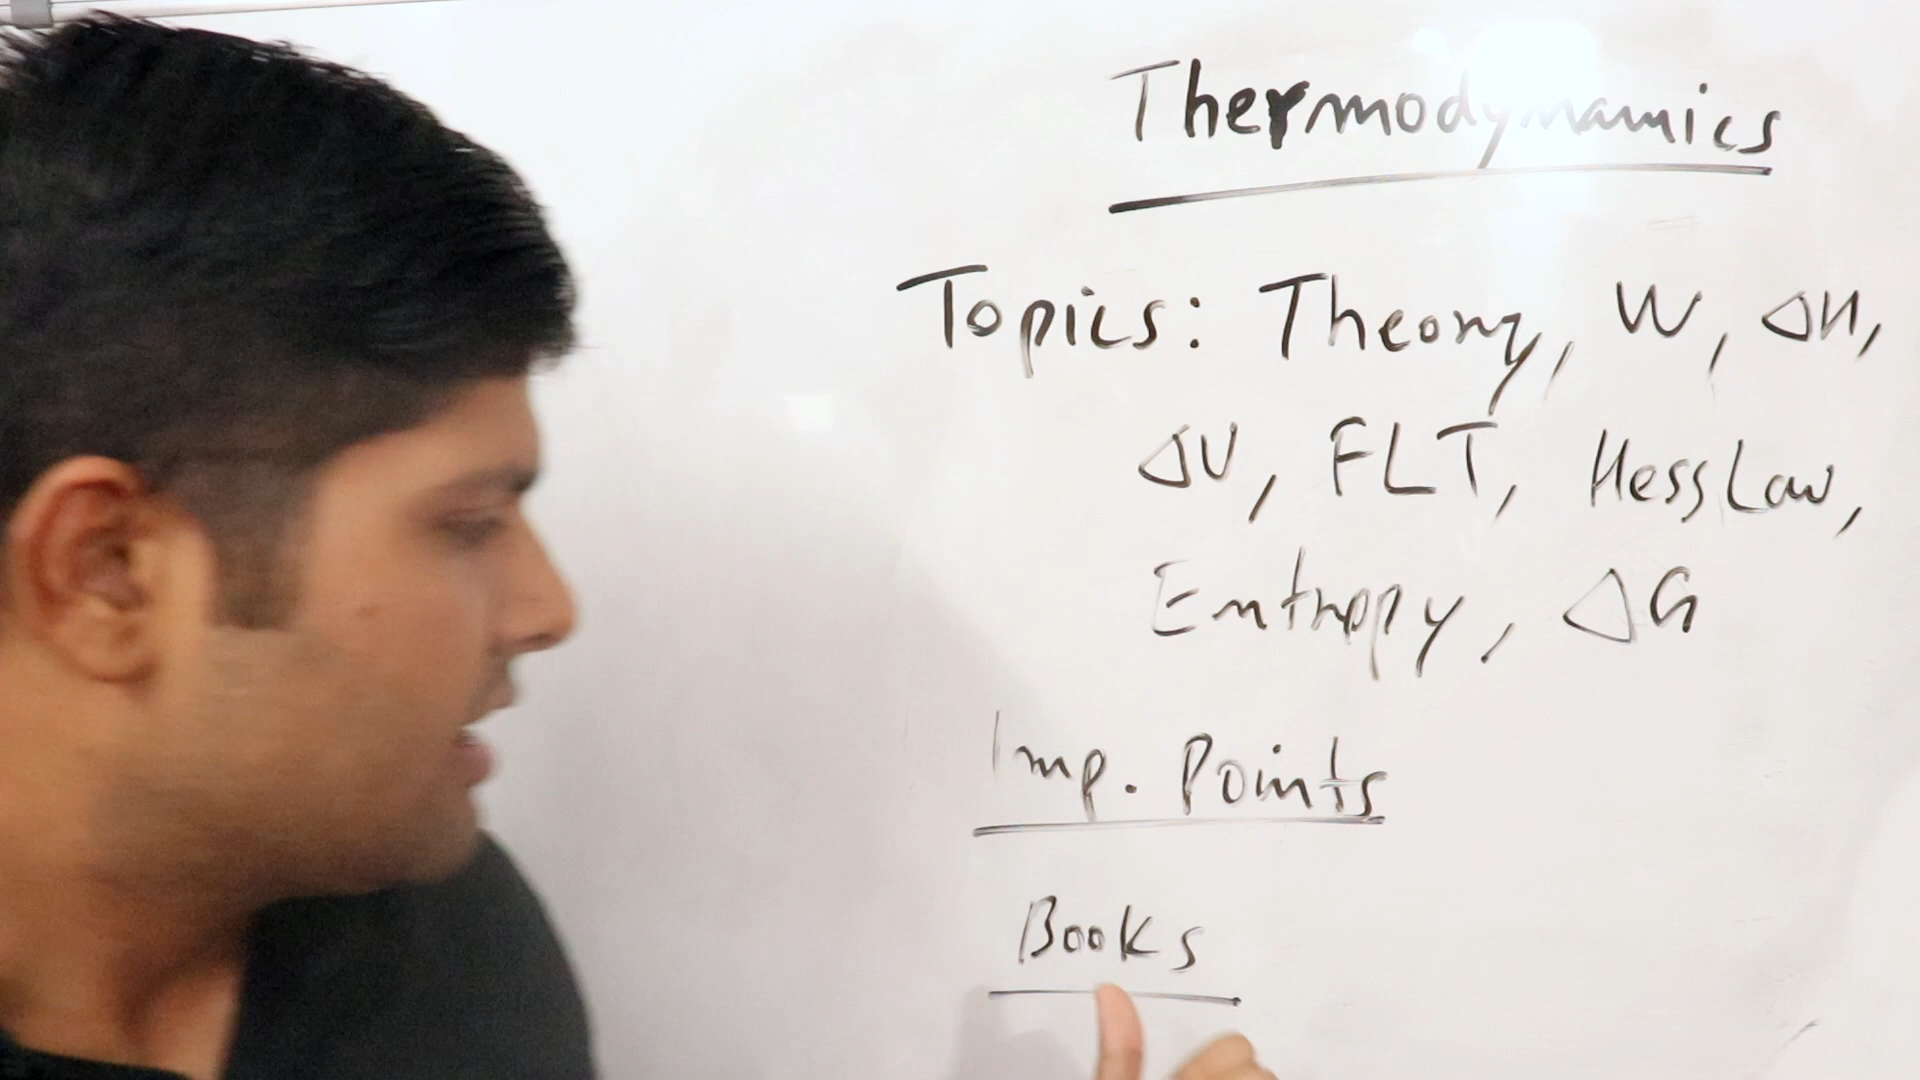 Thermodynamics
Topics: Theory, W, ΔH,
ΔU, FLT, Hess Law,
Entropy, ΔG
Imp. Points
Books